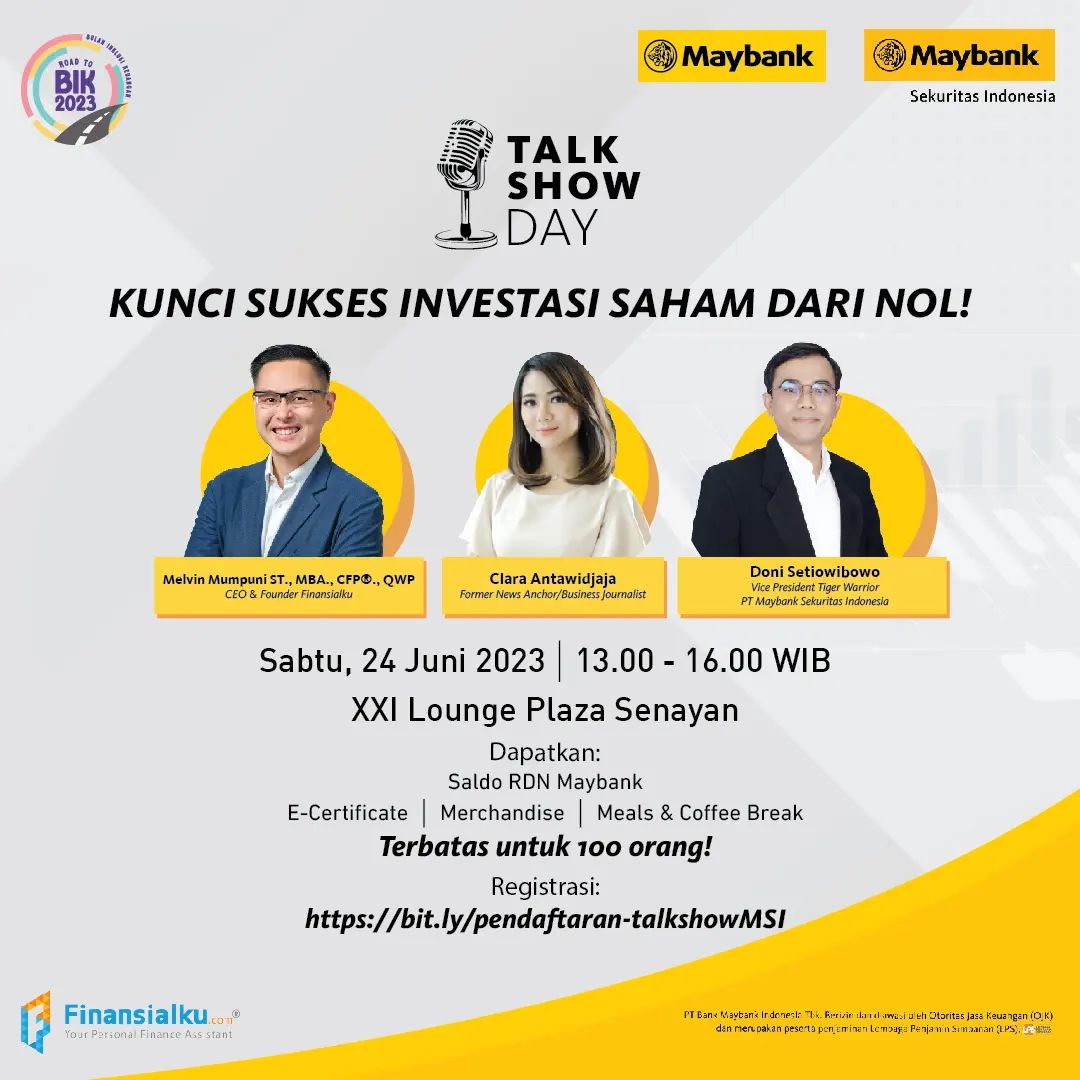 BULAN INKLUSI KEUANGAN
ROAD TO
BIK
2023
Maybank
Maybank
Sekuritas Indonesia
TALK
SHOW
DAY
KUNCI SUKSES INVESTASI SAHAM DARI NOL!
Melvin Mumpuni ST., MBA., CFP®., QWP
CEO & Founder Finansialku
Clara Antawidjaja
Former News Anchor/Business Journalist
Doni Setiowibowo
Vice President Tiger Warrior
PT Maybank Sekuritas Indonesia
Sabtu, 24 Juni 2023 | 13.00 - 16.00 WIB
XXI Lounge Plaza Senayan
Dapatkan:
Saldo RDN Maybank
E-Certificate | Merchandise | Meals & Coffee Break
Terbatas untuk 100 orang!
Registrasi:
https://bit.ly/pendaftaran-talkshowMSI
Finansialku.com®
Your Personal Finance Assistant
PT Bank Maybank Indonesia Tbk. Berizin dan diawasi oleh Otoritas Jasa Keuangan (OJK)
dan merupakan peserta penjaminan Lembaga Penjamin Simpanan (LPS). LPS